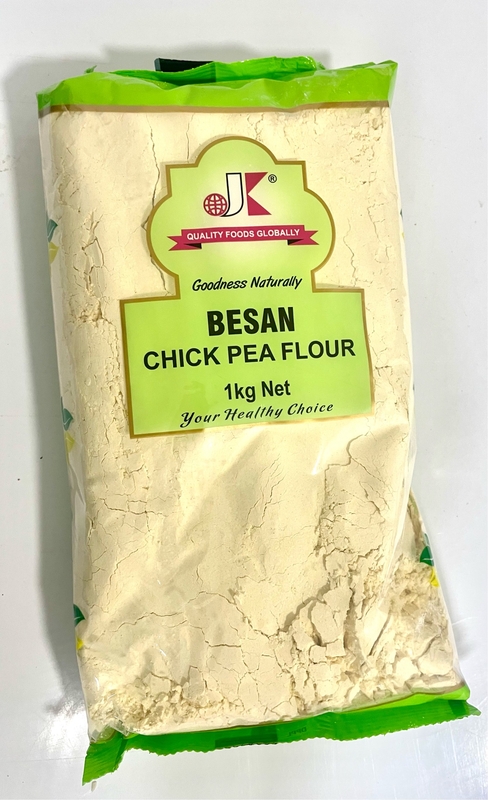 JK®
QUALITY FOODS GLOBALLY
Goodness Naturally
BESAN
CHICK PEA FLOUR
1kg Net
Your Healthy Choice